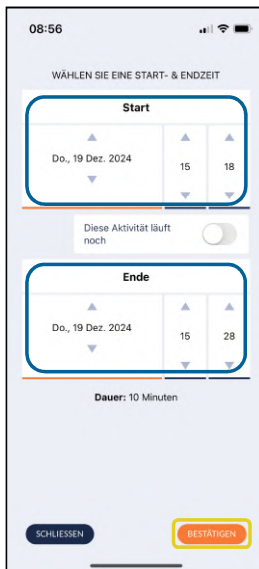 08:56
WÄHLEN SIE EINE START- & ENDZEIT
Start
Do., 19 Dez. 2024 15 18
Diese Aktivität läuft
noch
Ende
Do., 19 Dez. 2024 15 28
Dauer: 10 Minuten
SCHLIESSEN BESTÄTIGEN